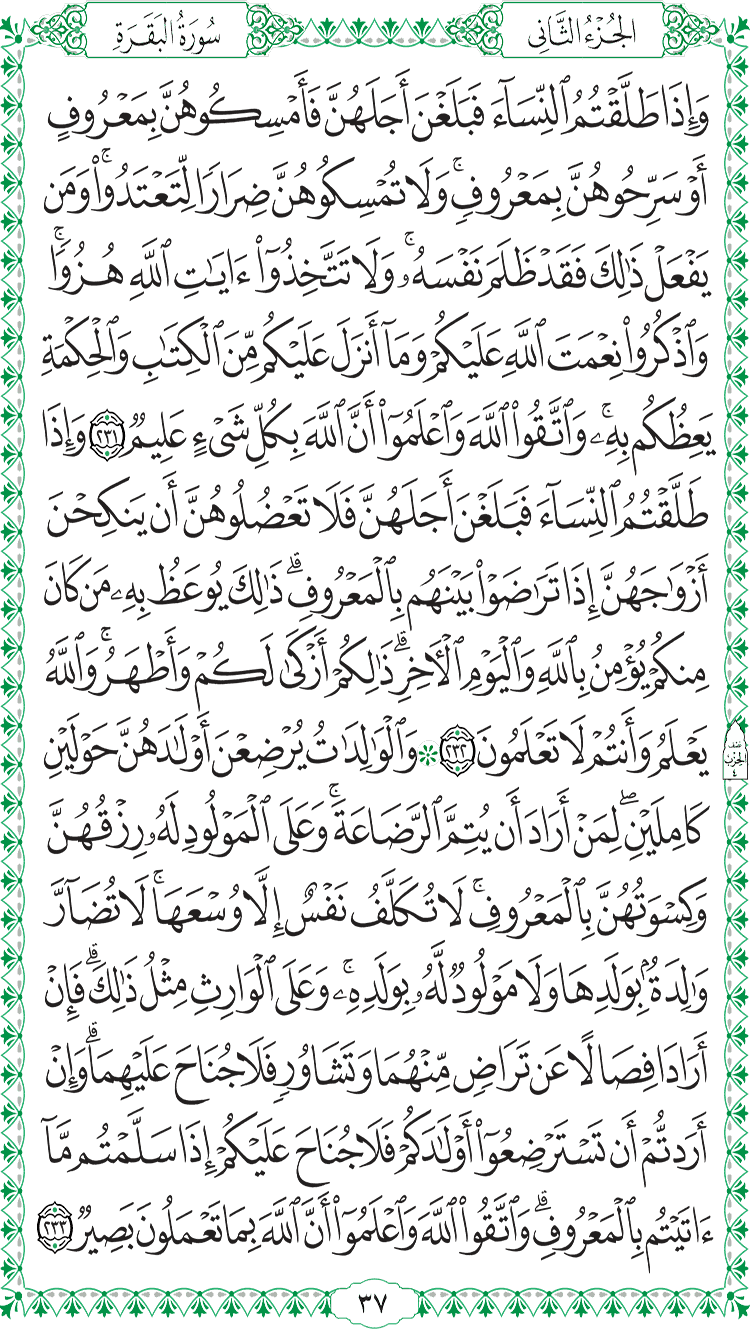 الجُزْءُ الثَّانِي
سُورَةُ البَقَرَةِ
وَإِذَا طَلَّقْتُمُ ٱلنِّسَآءَ فَبَلَغْنَ أَجَلَهُنَّ فَأَمْسِكُوهُنَّ بِمَعْرُوفٍ
أَوْ سَرِّحُوهُنَّ بِمَعْرُوفٖۚ وَلَا تُمْسِكُوهُنَّ ضِرَارٗا لِّتَعْتَدُواْۚ وَمَن
يَفْعَلْ ذَٰلِكَ فَقَدْ ظَلَمَ نَفْسَهُۥۚ وَلَا تَتَّخِذُوٓاْ ءَايَٰتِ ٱللَّهِ هُزُوٗاۚ
وَٱذْكُرُواْ نِعْمَتَ ٱللَّهِ عَلَيْكُمْ وَمَآ أَنزَلَ عَلَيْكُم مِّنَ ٱلْكِتَٰبِ وَٱلْحِكْمَةِ
يَعِظُكُم بِهِۦۚ وَٱتَّقُواْ ٱللَّهَ وَٱعْلَمُوٓاْ أَنَّ ٱللَّهَ بِكُلِّ شَيْءٍ عَلِيمٞ ٢٣١ وَإِذَا
طَلَّقْتُمُ ٱلنِّسَآءَ فَبَلَغْنَ أَجَلَهُنَّ فَلَا تَعْضُلُوهُنَّ أَن يَنكِحْنَ
أَزْوَٰجَهُنَّ إِذَا تَرَٰضَوْاْ بَيْنَهُم بِٱلْمَعْرُوفِۗ ذَٰلِكَ يُوعَظُ بِهِۦ مَن كَانَ
مِنكُمْ يُؤْمِنُ بِٱللَّهِ وَٱلْيَوْمِ ٱلْأٓخِرِۗ ذَٰلِكُمْ أَزْكَىٰ لَكُمْ وَأَطْهَرُۚ وَٱللَّهُ
يَعْلَمُ وَأَنتُمْ لَا تَعْلَمُونَ ٢٣٢ ۞ وَٱلْوَٰلِدَٰتُ يُرْضِعْنَ أَوْلَٰدَهُنَّ حَوْلَيْنِ
نصف
الحزب
٤
كَامِلَيْنِۖ لِمَنْ أَرَادَ أَن يُتِمَّ ٱلرَّضَاعَةَۚ وَعَلَى ٱلْمَوْلُودِ لَهُۥ رِزْقُهُنَّ
وَكِسْوَتُهُنَّ بِٱلْمَعْرُوفِۚ لَا تُكَلَّفُ نَفْسٌ إِلَّا وُسْعَهَاۚ لَا تُضَآرَّ
وَٰلِدَةُۢ بِوَلَدِهَا وَلَا مَوْلُودٞ لَّهُۥ بِوَلَدِهِۦۚ وَعَلَى ٱلْوَارِثِ مِثْلُ ذَٰلِكَۗ فَإِنْ
أَرَادَا فِصَالًا عَن تَرَاضٖ مِّنْهُمَا وَتَشَاوُرٖ فَلَا جُنَاحَ عَلَيْهِمَاۗ وَإِنْ
أَرَدتُّمْ أَن تَسْتَرْضِعُوٓاْ أَوْلَٰدَكُمْ فَلَا جُنَاحَ عَلَيْكُمْ إِذَا سَلَّمْتُم مَّآ
ءَاتَيْتُم بِٱلْمَعْرُوفِۗ وَٱتَّقُواْ ٱللَّهَ وَٱعْلَمُوٓاْ أَنَّ ٱللَّهَ بِمَا تَعْمَلُونَ بَصِيرٞ ٢٣٣
٣٧